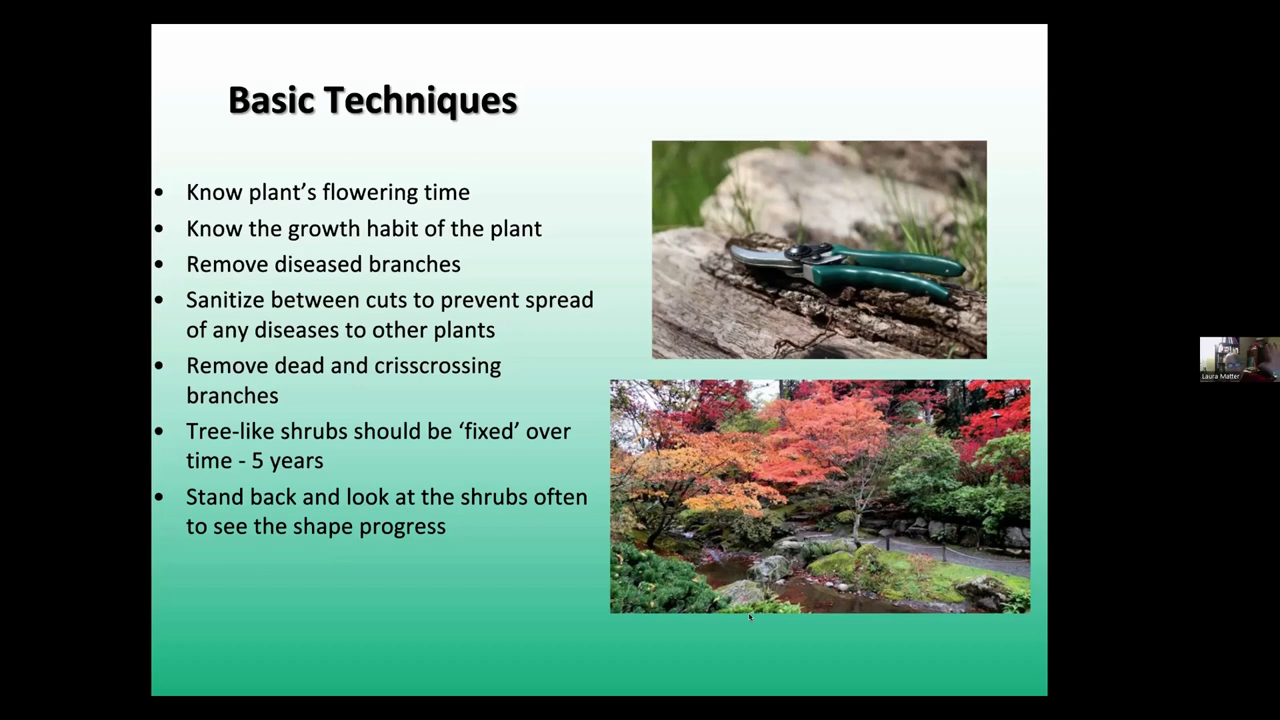 Basic Techniques
• Know plant’s flowering time
• Know the growth habit of the plant
• Remove diseased branches
• Sanitize between cuts to prevent spread
of any diseases to other plants
• Remove dead and crisscrossing
branches
• Tree-like shrubs should be ‘fixed’ over
time - 5 years
• Stand back and look at the shrubs often
to see the shape progress
Laura Matter